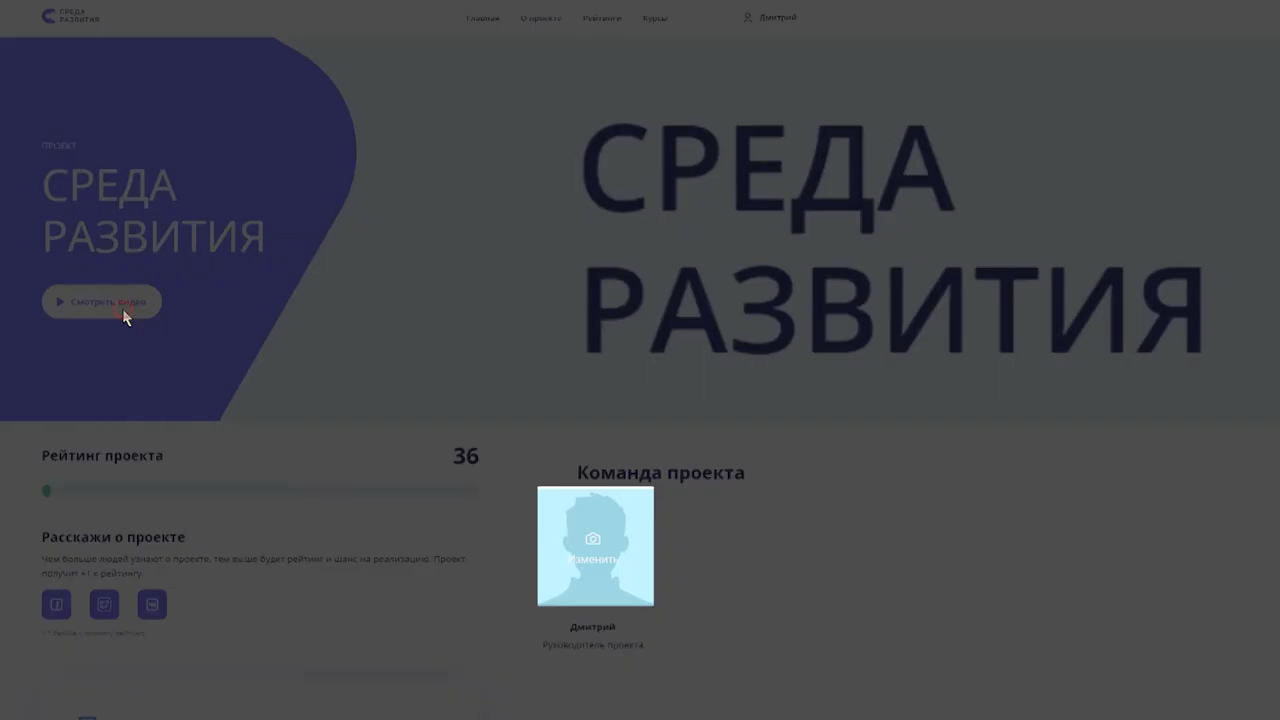 СРЕДА
РАЗВИТИЯ
Главная
О проекте
Рейтинги
Курсы
Дмитрий
ПРОЕКТ
СРЕДА
РАЗВИТИЯ
Смотреть видео
СРЕДА
РАЗВИТИЯ
Рейтинг проекта
36
Расскажи о проекте
Чем больше людей узнают о проекте, тем выше будет рейтинг и шанс на реализацию. Проект
получит +1 к рейтингу.
Команда проекта
Изменить
Дмитрий
Руководитель проекта